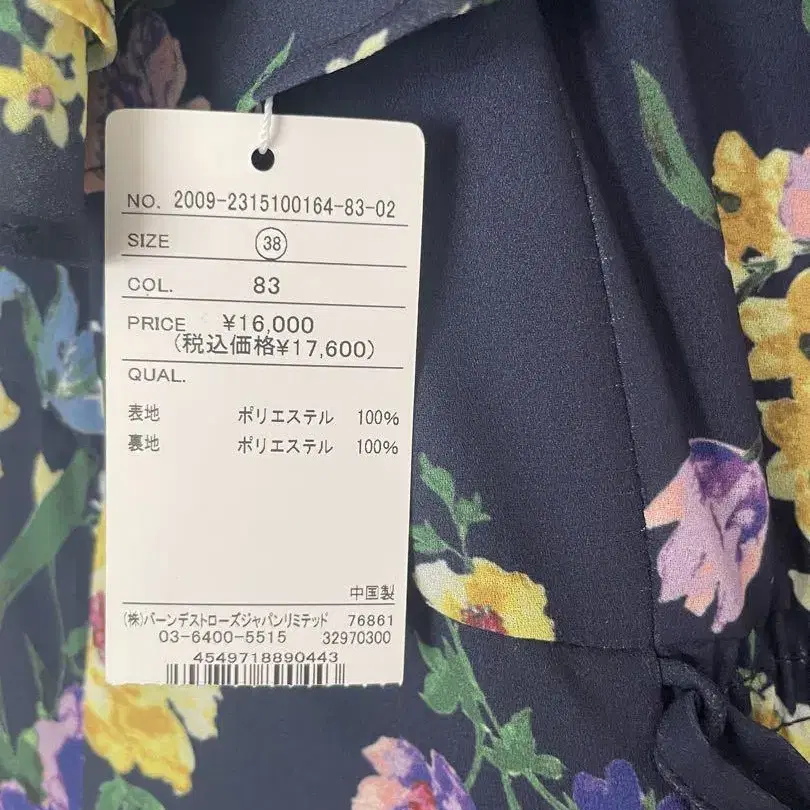 NO. 2009-2315100164-83-02
SIZE 38
COL. 83
PRICE ¥16,000
(税込価格¥17,600)
QUAL.
表地 ポリエステル 100%
裏地 ポリエステル 100%
中国製
(株)バーンデストローズジャパンリミテッド 76861
03-6400-5515 32970300
4549718890443